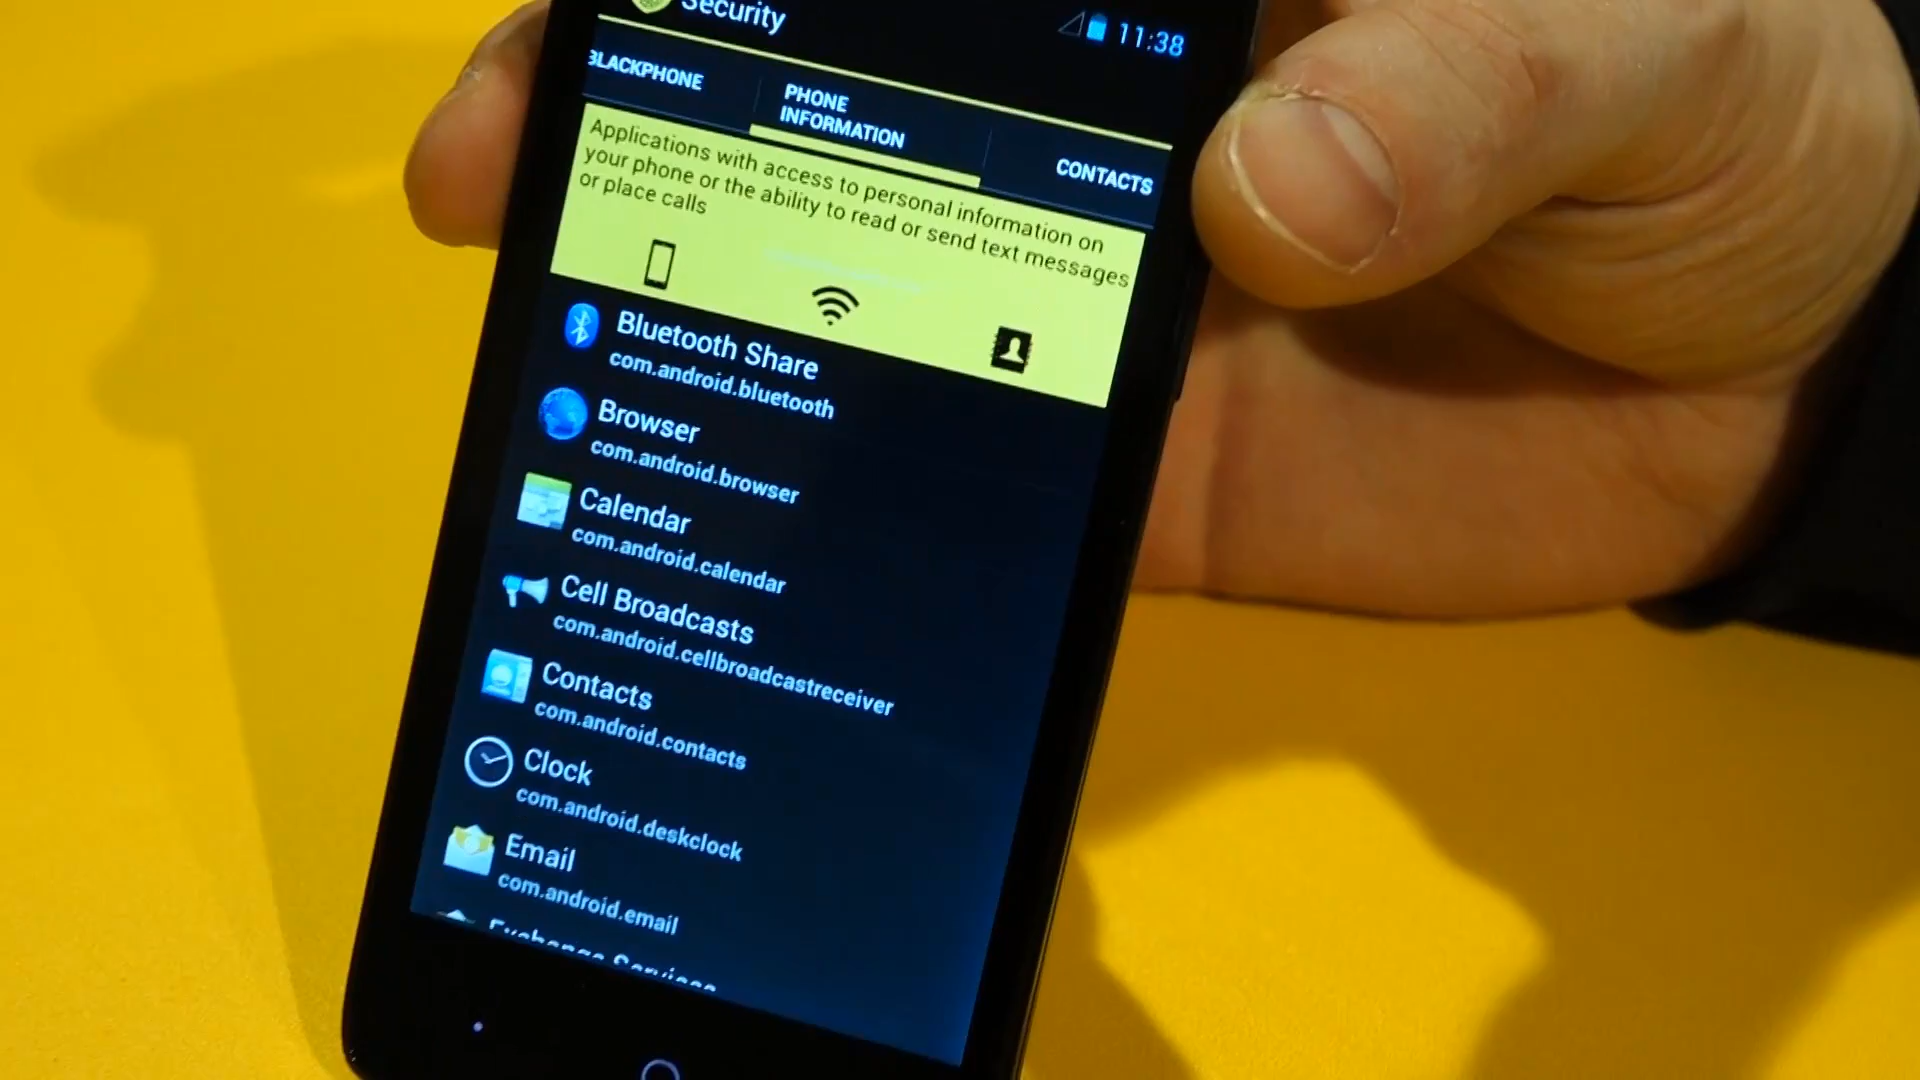 Security
11:38
BLACKPHONE
PHONE
INFORMATION
CONTACTS
Applications with access to personal information on
your phone or the ability to read or send text messages
or place calls
Bluetooth Share
com.android.bluetooth
Browser
com.android.browser
Calendar
com.android.calendar
Cell Broadcasts
com.android.cellbroadcastreceiver
Contacts
com.android.contacts
Clock
com.android.deskclock
Email
com.android.email
Exchange Services